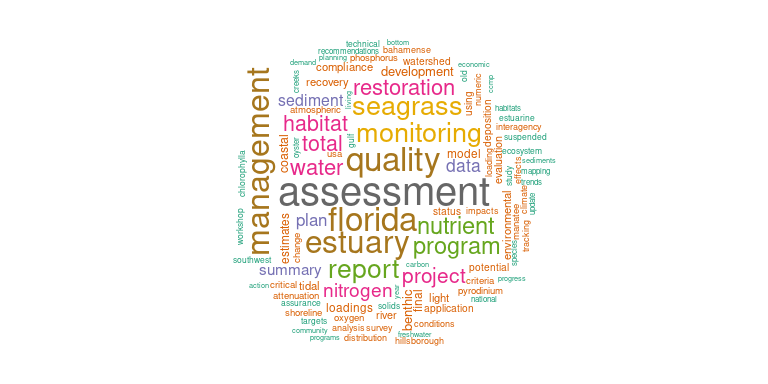 technical
bottom
recommendations
bahamense
demand
planning
phosphorus
watershed
compliance
development
old
economic
creeks
recovery
restoration
comp
management
sediment
living
seagrass
using
numeric
atmospheric
habitats
habitat
gulf
monitoring
deposition
estuarine
interagency
coastal
oyster
total
suspended
usa
quality
model
evaluation
ecosystem
chlorophylla
water
data
loading
effects
sediments
mapping
study
trends
assessment
florida
status
impacts
environmental
manatee
climate
update
workshop
plan
nutrient
estimates
change
estuary
program
tracking
species
southwest
summary
report
carbon
potential
project
criteria
progress
action
critical
tidal
nitrogen
year
pyrodinium
national
attenuation
assurance
loadings
solids
benthic
final
light
application
shoreline
targets
oxygen
river
conditions
community
analysis
survey
freshwater
programs
distribution
hillsborough